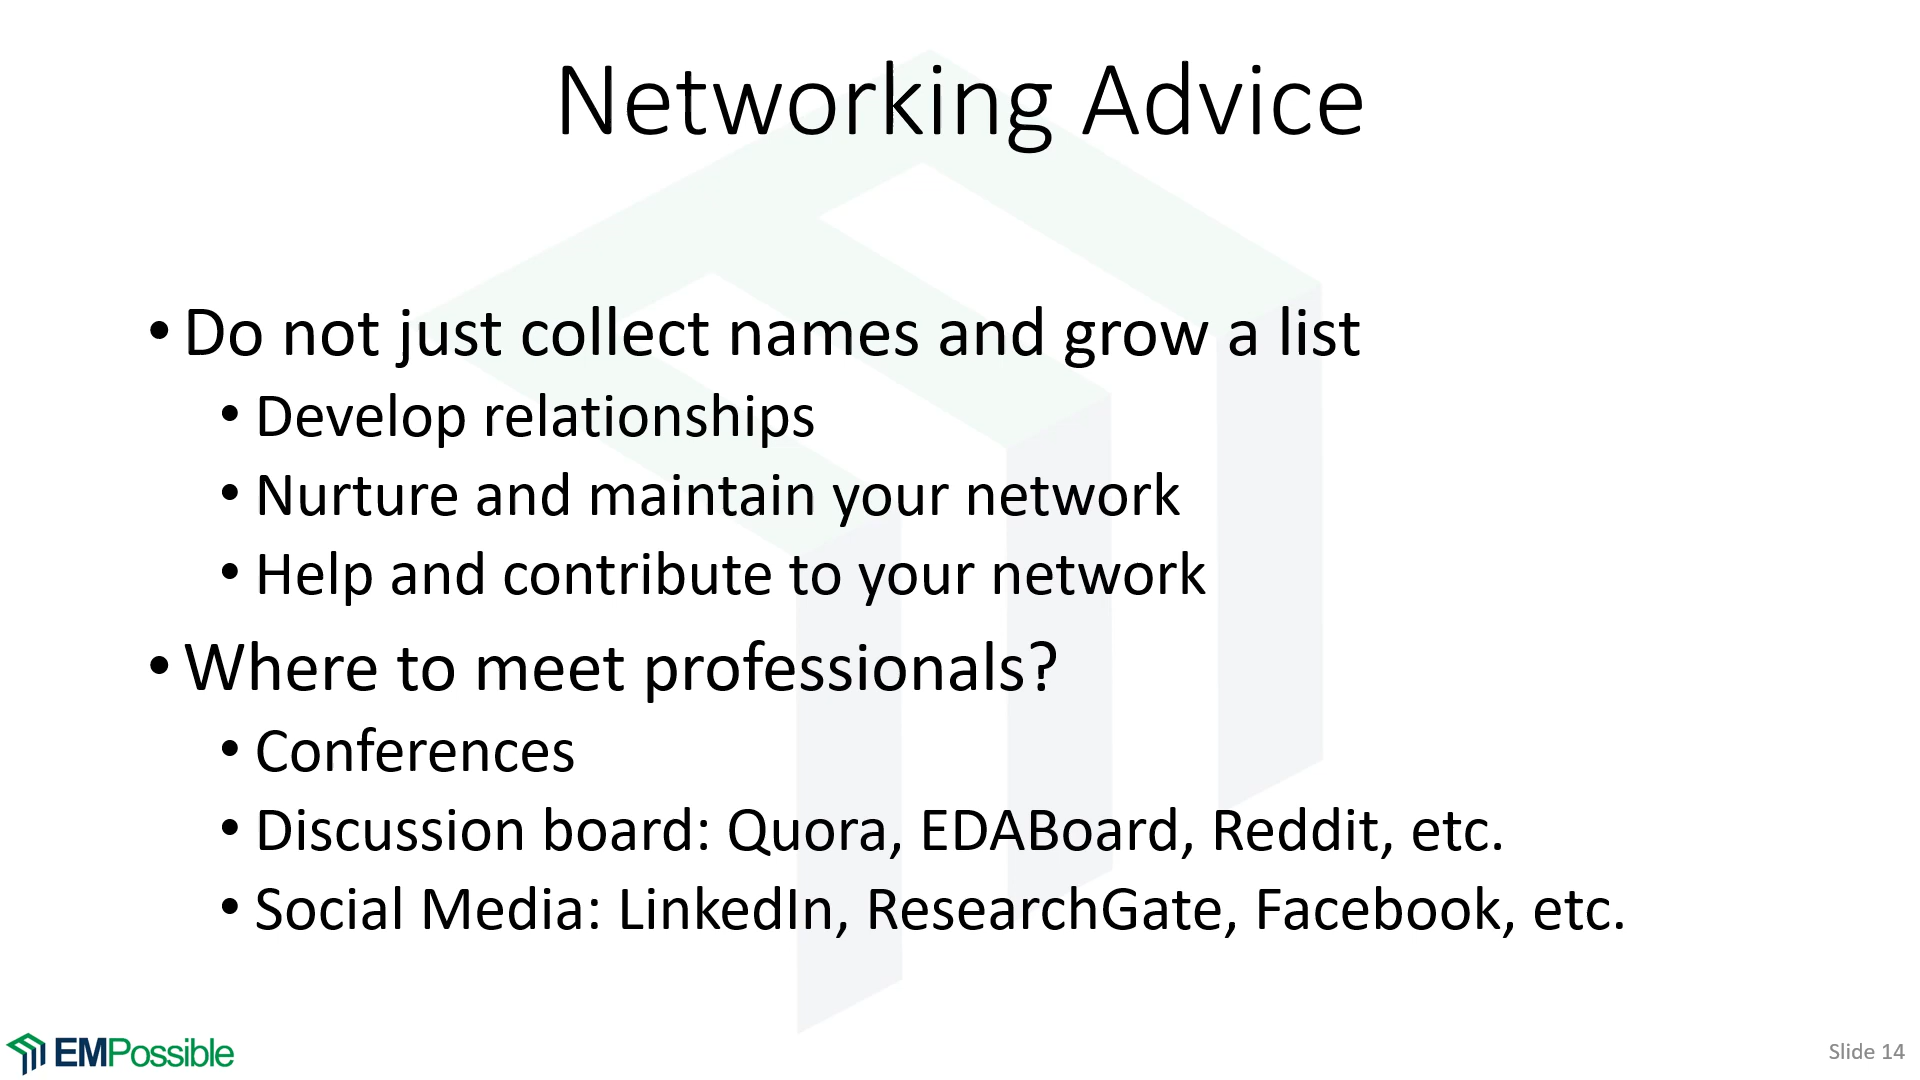 Networking Advice
• Do not just collect names and grow a list
• Develop relationships
• Nurture and maintain your network
• Help and contribute to your network
• Where to meet professionals?
• Conferences
• Discussion board: Quora, EDABoard, Reddit, etc.
• Social Media: LinkedIn, ResearchGate, Facebook, etc.
EMPossible
Slide 14